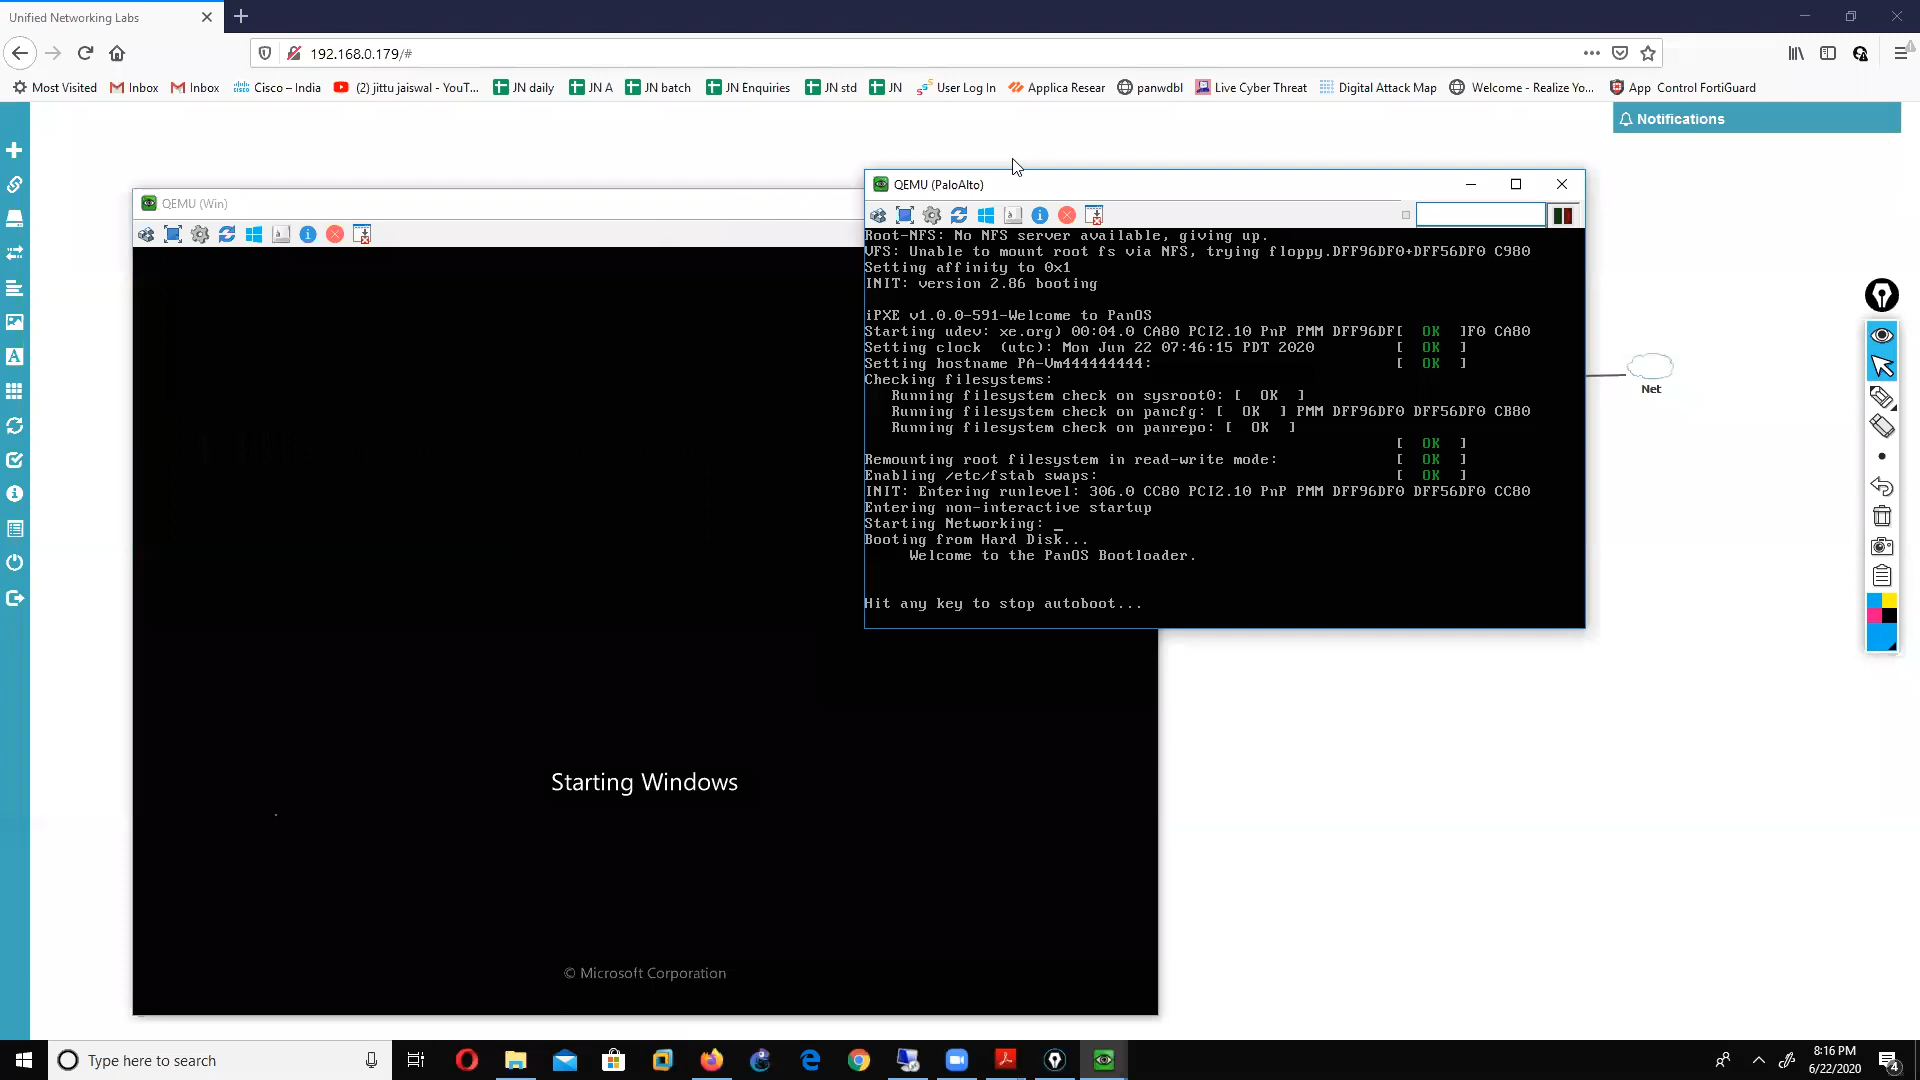 Unified Networking Labs
192.168.0.179/#
Most Visited
Inbox
Inbox
Cisco – India
(2) jittu jaiswal - YouT...
JN daily
JN A
JN batch
JN Enquiries
JN std
JN
User Log In
Applica Resear
panwdbl
Live Cyber Threat
Digital Attack Map
Welcome - Realize Yo...
App Control FortiGuard
Notifications
QEMU (PaloAlto)
QEMU (Win)
Root-NFS: No NFS server available, giving up.
VFS: Unable to mount root fs via NFS, trying floppy.DFF96DF0+DFF56DF0 C980
Setting affinity to 0x1
INIT: version 2.86 booting
iPXE v1.0.0-591-Welcome to PanOS
Starting udev: xe.org) 00:04.0 CA80 PCI2.10 PnP PMM DFF96DF[ OK ]F0 CA80
Setting clock (utc): Mon Jun 22 07:46:15 PDT 2020 [ OK ]
Setting hostname PA-Vm444444444: [ OK ]
Checking filesystems:
Running filesystem check on sysroot0: [ OK ]
Running filesystem check on pancfg: [ OK ] PMM DFF96DF0 DFF56DF0 CB80
Running filesystem check on panrepo: [ OK ]
[ OK ]
Remounting root filesystem in read-write mode: [ OK ]
Enabling /etc/fstab swaps: [ OK ]
INIT: Entering runlevel: 306.0 CC80 PCI2.10 PnP PMM DFF96DF0 DFF56DF0 CC80
Entering non-interactive startup
Starting Networking: _
Booting from Hard Disk...
Welcome to the PanOS Bootloader.
Hit any key to stop autoboot...
Net
Starting Windows
© Microsoft Corporation
Type here to search
8:16 PM
6/22/2020
4